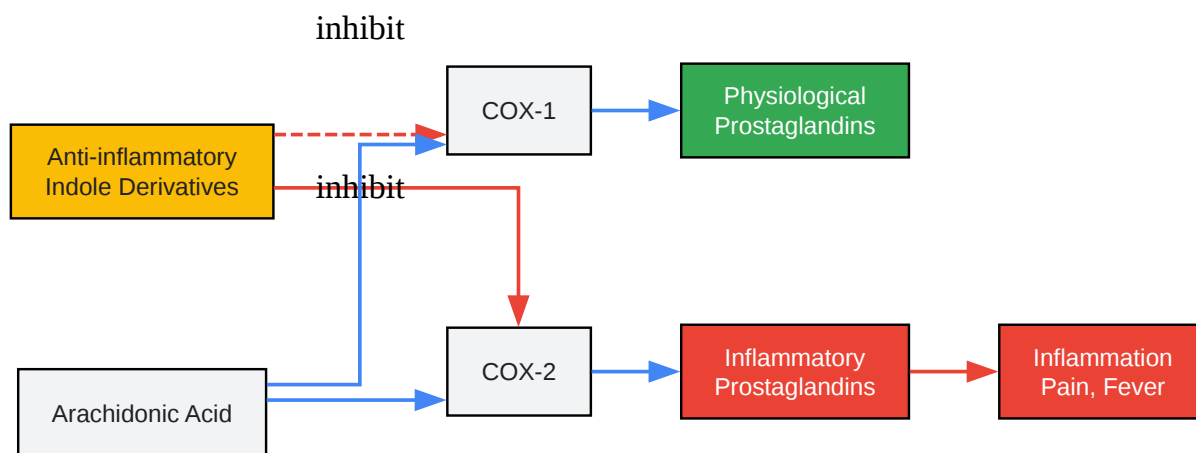 inhibit
COX-1
Physiological
Prostaglandins
Anti-inflammatory
Indole Derivatives
inhibit
COX-2
Inflammatory
Prostaglandins
Inflammation
Pain, Fever
Arachidonic Acid